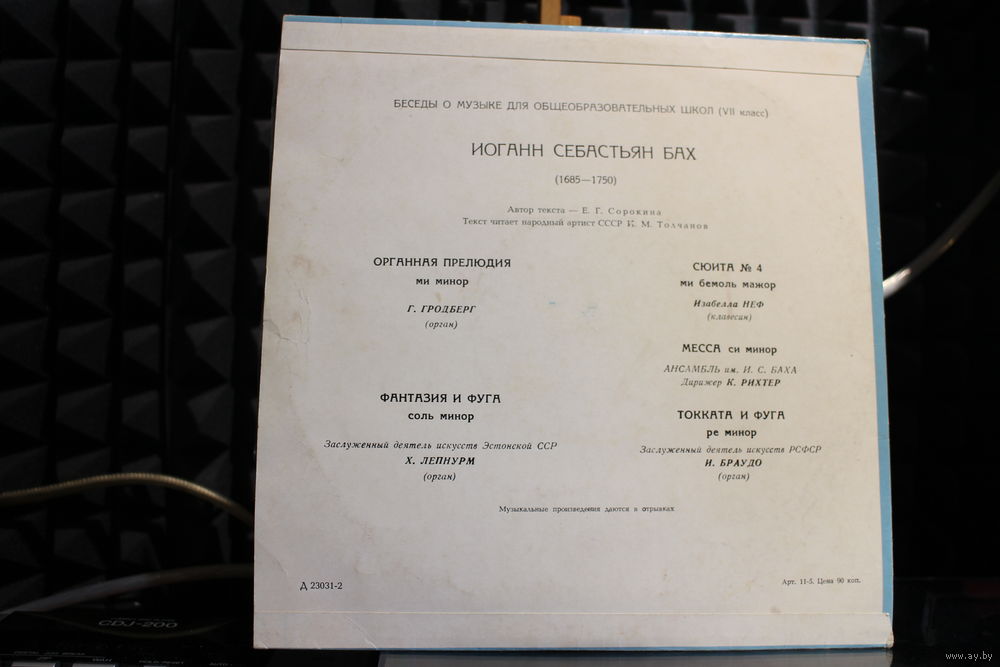 БЕСЕДЫ О МУЗЫКЕ ДЛЯ ОБЩЕОБРАЗОВАТЕЛЬНЫХ ШКОЛ (VII класс)
ИОГАНН СЕБАСТЬЯН БАХ
(1685—1750)
Автор текста — Е. Г. Сорокина
Текст читает народный артист СССР И. М. Толчанов
ОРГАННАЯ ПРЕЛЮДИЯ
ми минор
Г. ГРОДБЕРГ
(орган)
ФАНТАЗИЯ И ФУГА
соль минор
Заслуженный деятель искусств Эстонской ССР
Х. ЛЕПНУРМ
(орган)
СЮИТА № 4
ми бемоль мажор
Изабелла НЕФ
(клавесин)
МЕССА си минор
АНСАМБЛЬ им. И. С. БАХА
Дирижер К. РИХТЕР
ТОККАТА И ФУГА
ре минор
Заслуженный деятель искусств РСФСР
И. БРАУДО
(орган)
Музыкальные произведения даются в отрывках
Д 23031-2
Арт. 11-5. Цена 90 коп.
CDJ-200
www.ay.by